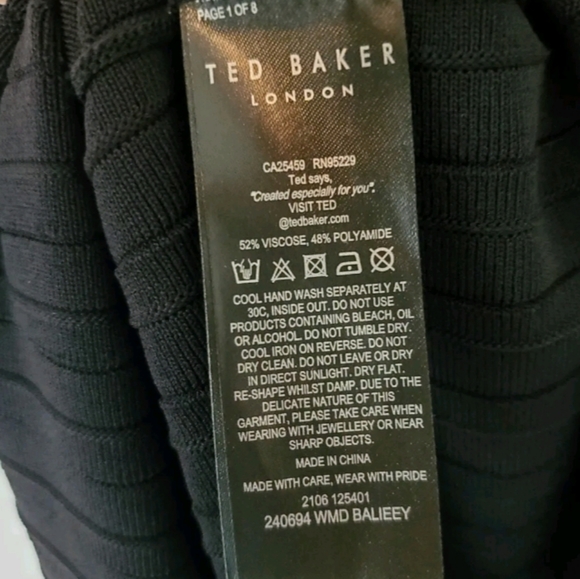 PAGE 1 OF 8
TED BAKER
LONDON
CA25459 RN95229
Ted says,
"Created especially for you".
VISIT TED
@tedbaker.com
52% VISCOSE, 48% POLYAMIDE
COOL HAND WASH SEPARATELY AT
30C, INSIDE OUT. DO NOT USE
PRODUCTS CONTAINING BLEACH, OIL
OR ALCOHOL. DO NOT TUMBLE DRY.
COOL IRON ON REVERSE. DO NOT
DRY CLEAN. DO NOT LEAVE OR DRY
IN DIRECT SUNLIGHT. DRY FLAT.
RE-SHAPE WHILST DAMP. DUE TO THE
DELICATE NATURE OF THIS
GARMENT, PLEASE TAKE CARE WHEN
WEARING WITH JEWELLERY OR NEAR
SHARP OBJECTS.
MADE IN CHINA
MADE WITH CARE, WEAR WITH PRIDE
2106 125401
240694 WMD BALIEEY